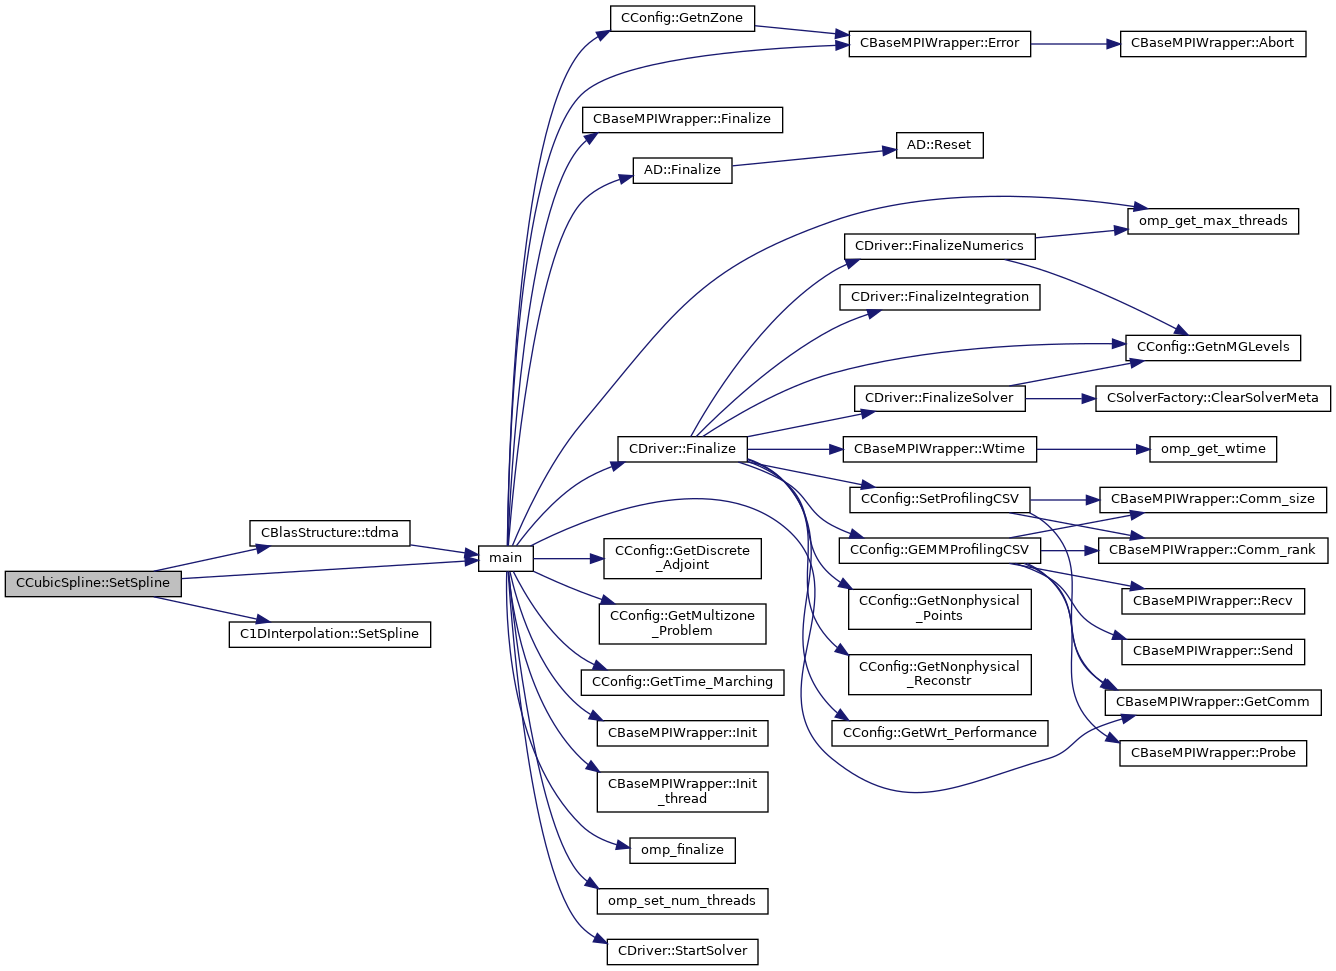 CConfig::GetnZone
CBaseMPIWrapper::Error
CBaseMPIWrapper::Abort
CBaseMPIWrapper::Finalize
AD::Finalize
AD::Reset
omp_get_max_threads
CDriver::FinalizeNumerics
CDriver::FinalizeIntegration
CConfig::GetnMGLevels
CDriver::FinalizeSolver
CSolverFactory::ClearSolverMeta
CDriver::Finalize
CBaseMPIWrapper::Wtime
omp_get_wtime
CConfig::SetProfilingCSV
CBaseMPIWrapper::Comm_size
CBlasStructure::tdma
main
CConfig::GEMMProfilingCSV
CBaseMPIWrapper::Comm_rank
CConfig::GetDiscrete
_Adjoint
CCubicSpline::SetSpline
C1DInterpolation::SetSpline
CConfig::GetMultizone
_Problem
CConfig::GetNonphysical
_Points
CBaseMPIWrapper::Recv
CBaseMPIWrapper::Send
CConfig::GetNonphysical
_Reconstr
CConfig::GetTime_Marching
CBaseMPIWrapper::GetComm
CBaseMPIWrapper::Init
CConfig::GetWrt_Performance
CBaseMPIWrapper::Probe
CBaseMPIWrapper::Init
_thread
omp_finalize
omp_set_num_threads
CDriver::StartSolver